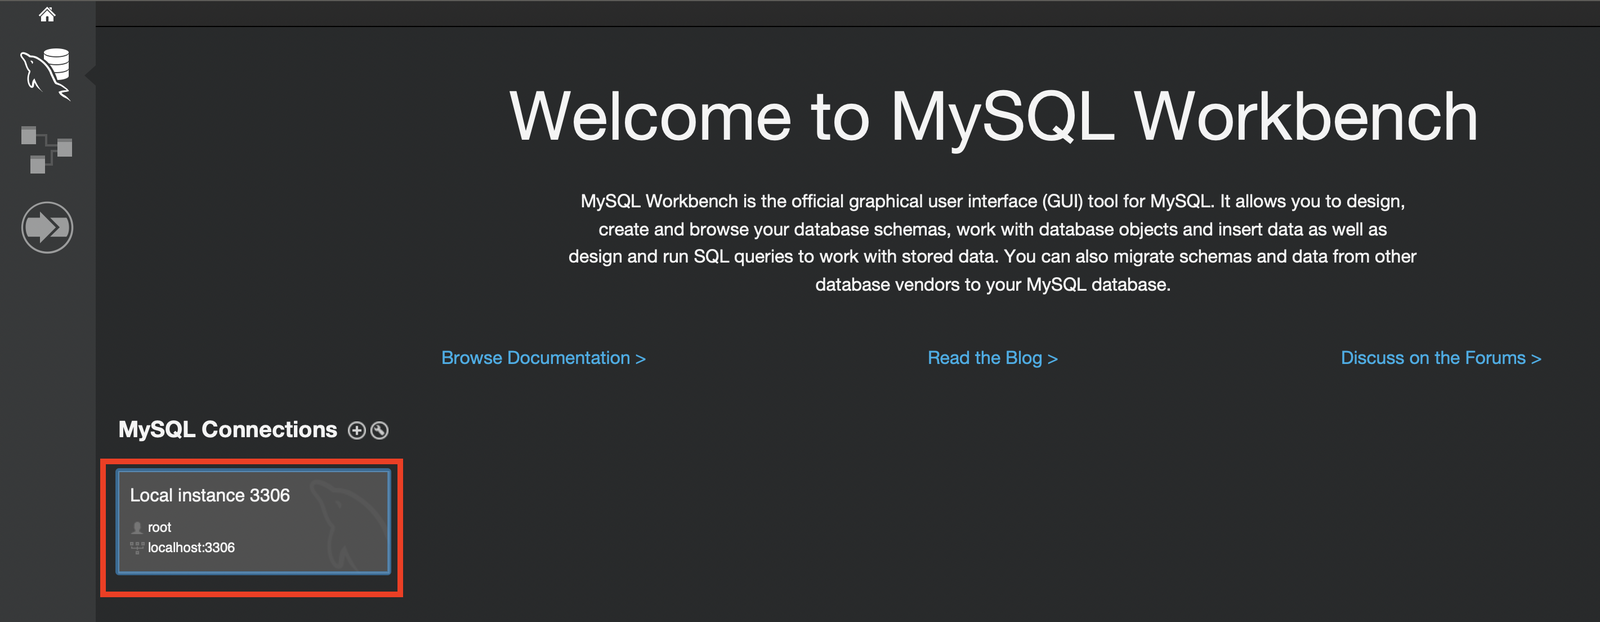 Welcome to MySQL Workbench
MySQL Workbench is the official graphical user interface (GUI) tool for MySQL. It allows you to design,
create and browse your database schemas, work with database objects and insert data as well as
design and run SQL queries to work with stored data. You can also migrate schemas and data from other
database vendors to your MySQL database.
Browse Documentation >
Read the Blog >
Discuss on the Forums >
MySQL Connections
Local instance 3306
root
localhost:3306